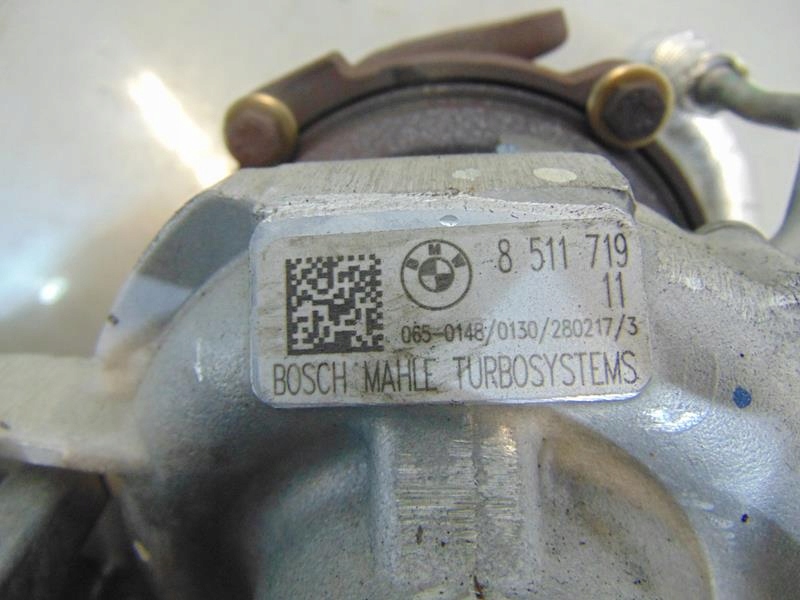 BMW
8 511 719
11
065-0148/0130/280217/3
BOSCH MAHLE TURBOSYSTEMS